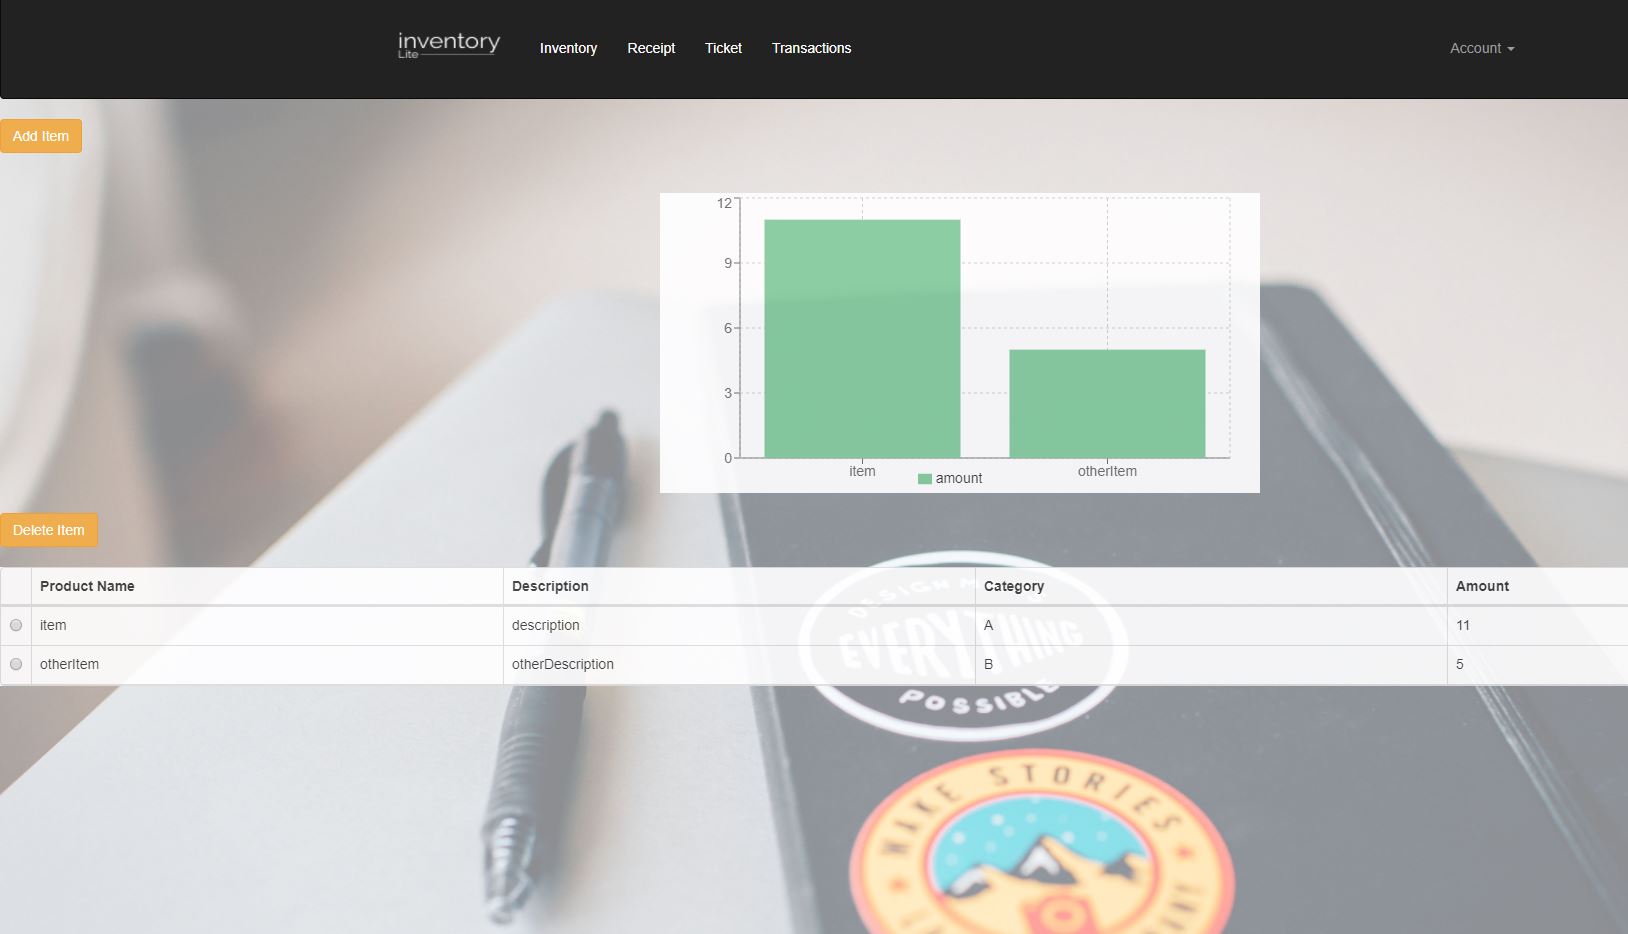 inventory
Lite
Inventory Receipt Ticket Transactions Account
Add Item
12
9
6
3
0
item otherItem
amount
Delete Item
Product Name Description Category Amount
item description A 11
otherItem otherDescription B 5
DESIGN
EVERYTHING
POSSIBLE
MAKE STORIES